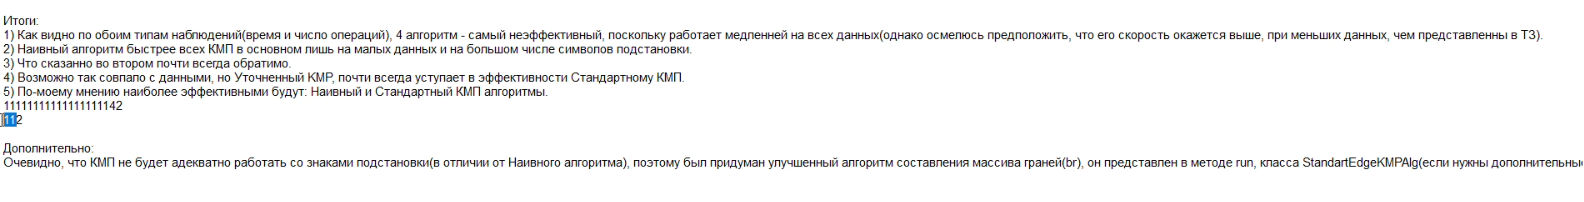 Итоги:
1) Как видно по обоим типам наблюдений(время и число операций), 4 алгоритм - самый неэффективный, поскольку работает медленней на всех данных(однако осмелюсь предположить, что его скорость окажется выше, при меньших данных, чем представленны в ТЗ).
2) Наивный алгоритм быстрее всех КМП в основном лишь на малых данных и на большом числе символов подстановки.
3) Что сказанно во втором почти всегда обратимо.
4) Возможно так совпало с данными, но Уточненный KMP, почти всегда уступает в эффективности Стандартному КМП.
5) По-моему мнению наиболее эффективными будут: Наивный и Стандартный КМП алгоритмы.
1111111111111111142
112
Дополнительно:
Очевидно, что КМП не будет адекватно работать со знаками подстановки(в отличии от Наивного алгоритма), поэтому был придуман улучшенный алгоритм составления массива граней(br), он представлен в методе run, класса StandartEdgeKMPAlg(если нужны дополнительны